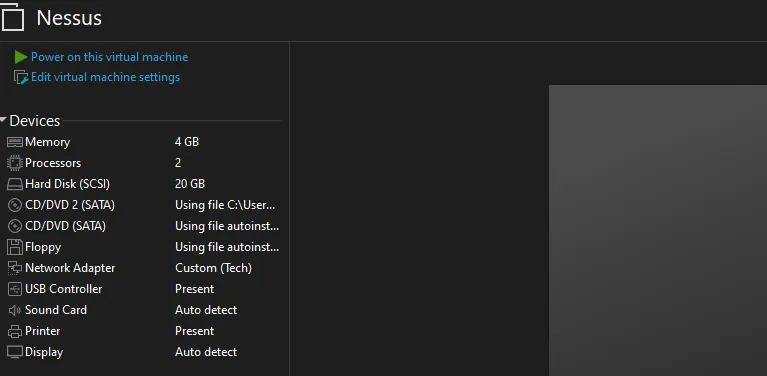 Nessus
Power on this virtual machine
Edit virtual machine settings
Devices
Memory 4 GB
Processors 2
Hard Disk (SCSI) 20 GB
CD/DVD 2 (SATA) Using file C:\User...
CD/DVD (SATA) Using file autoinst...
Floppy Using file autoinst...
Network Adapter Custom (Tech)
USB Controller Present
Sound Card Auto detect
Printer Present
Display Auto detect